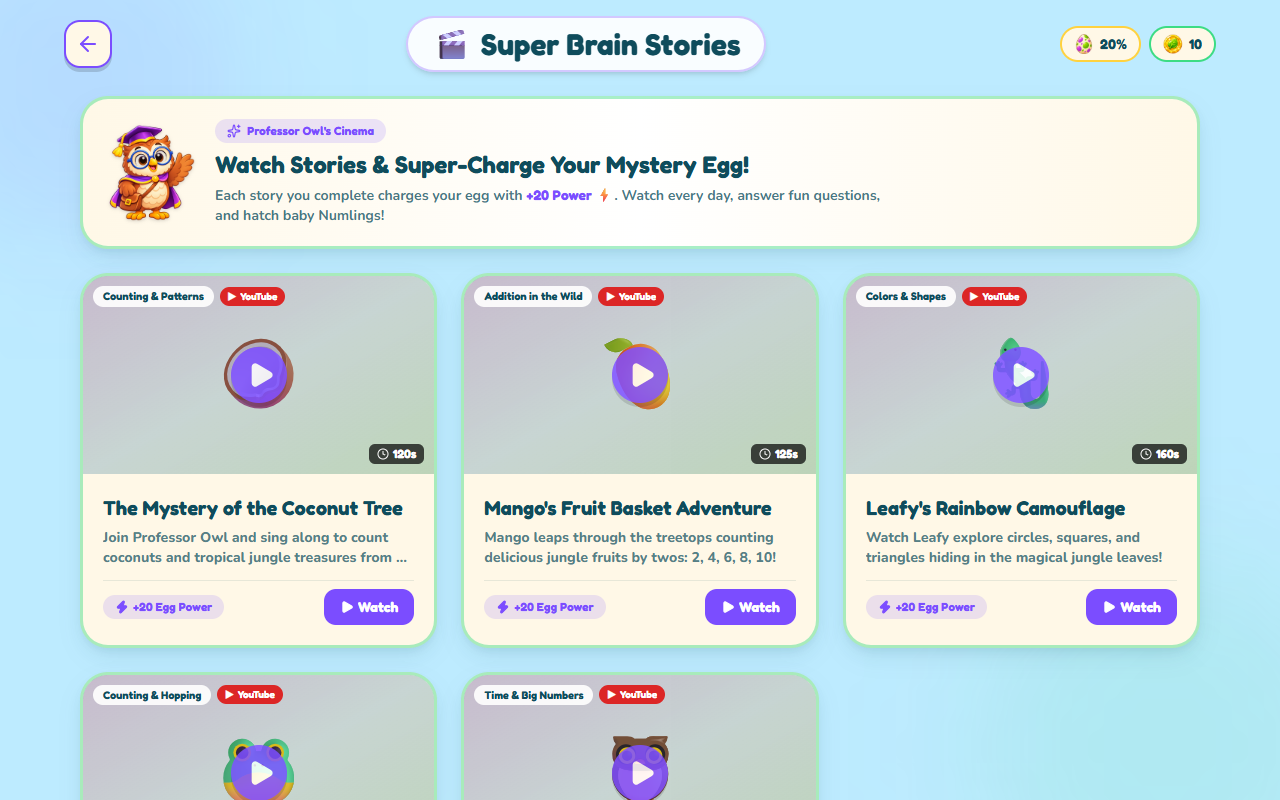 Super Brain Stories
20%
10
Professor Owl's Cinema
Watch Stories & Super-Charge Your Mystery Egg!
Each story you complete charges your egg with +20 Power ⚡ . Watch every day, answer fun questions,
and hatch baby Numlings!
Counting & Patterns
YouTube
120s
The Mystery of the Coconut Tree
Join Professor Owl and sing along to count
coconuts and tropical jungle treasures from ...
+20 Egg Power
Watch
Addition in the Wild
YouTube
125s
Mango's Fruit Basket Adventure
Mango leaps through the treetops counting
delicious jungle fruits by twos: 2, 4, 6, 8, 10!
+20 Egg Power
Watch
Colors & Shapes
YouTube
160s
Leafy's Rainbow Camouflage
Watch Leafy explore circles, squares, and
triangles hiding in the magical jungle leaves!
+20 Egg Power
Watch
Counting & Hopping
YouTube
Time & Big Numbers
YouTube